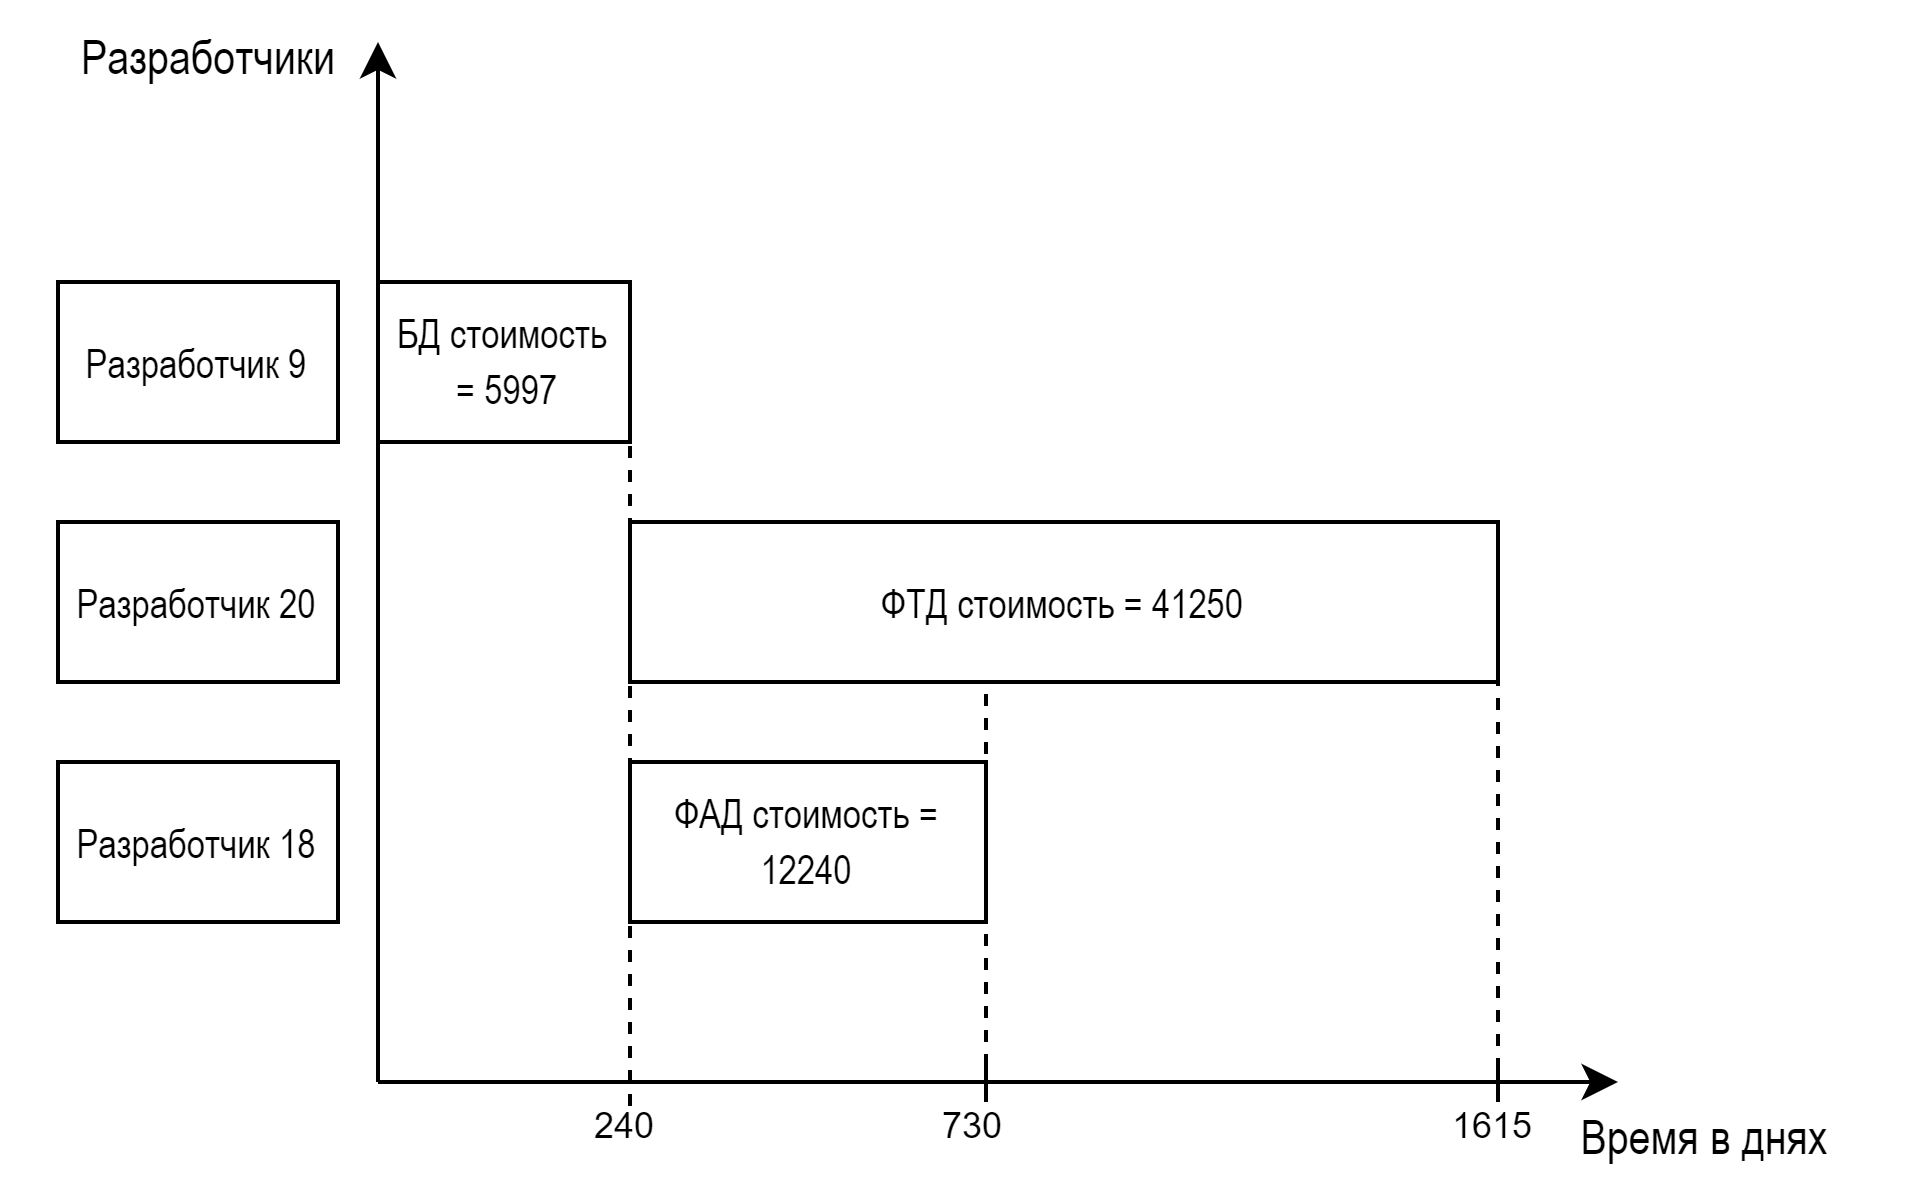 Разработчики
Разработчик 9
БД стоимость
= 5997
Разработчик 20
ФТД стоимость = 41250
Разработчик 18
ФАД стоимость =
12240
240
730
1615
Время в днях